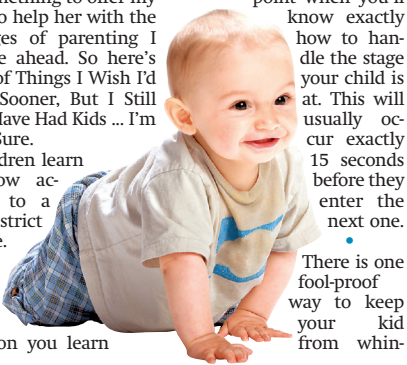 mething to offer my
o help her with the
ges of parenting I
e ahead. So here's
of Things I Wish I'd
Sooner, But I Still
Have Had Kids ... I'm
Sure.
dren learn
ow ac-
to a
strict
e.
on you learn
point when you'll
know exactly
how to han-
dle the stage
your child is
at. This will
usually oc-
cur exactly
15 seconds
before they
enter the
next one.
•
There is one
fool-proof
way to keep
your kid
from whin-